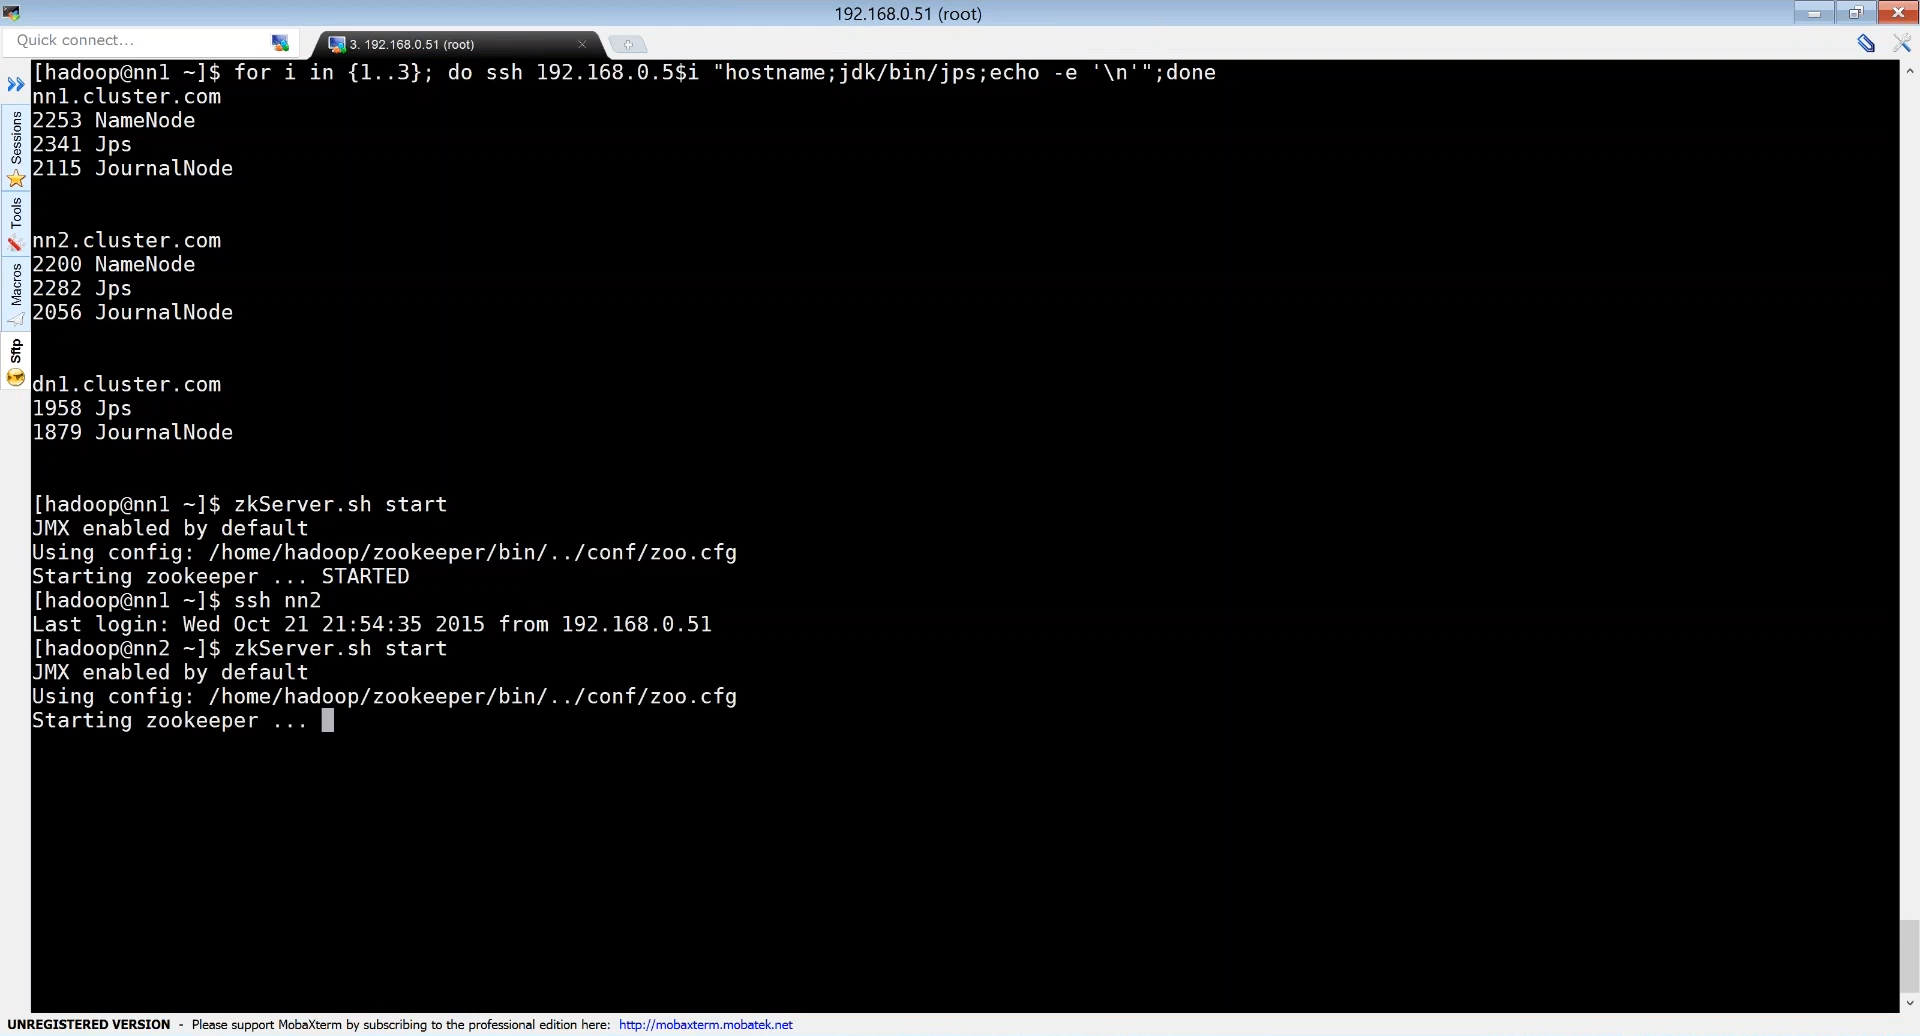 192.168.0.51 (root)
Quick connect...
3. 192.168.0.51 (root)
Sessions
Tools
Macros
Sftp
[hadoop@nn1 ~]$ for i in {1..3}; do ssh 192.168.0.5$i "hostname;jdk/bin/jps;echo -e '\n'";done
nn1.cluster.com
2253 NameNode
2341 Jps
2115 JournalNode
nn2.cluster.com
2200 NameNode
2282 Jps
2056 JournalNode
dn1.cluster.com
1958 Jps
1879 JournalNode
[hadoop@nn1 ~]$ zkServer.sh start
JMX enabled by default
Using config: /home/hadoop/zookeeper/bin/../conf/zoo.cfg
Starting zookeeper ... STARTED
[hadoop@nn1 ~]$ ssh nn2
Last login: Wed Oct 21 21:54:35 2015 from 192.168.0.51
[hadoop@nn2 ~]$ zkServer.sh start
JMX enabled by default
Using config: /home/hadoop/zookeeper/bin/../conf/zoo.cfg
Starting zookeeper ...
UNREGISTERED VERSION - Please support MobaXterm by subscribing to the professional edition here: http://mobaxterm.mobatek.net